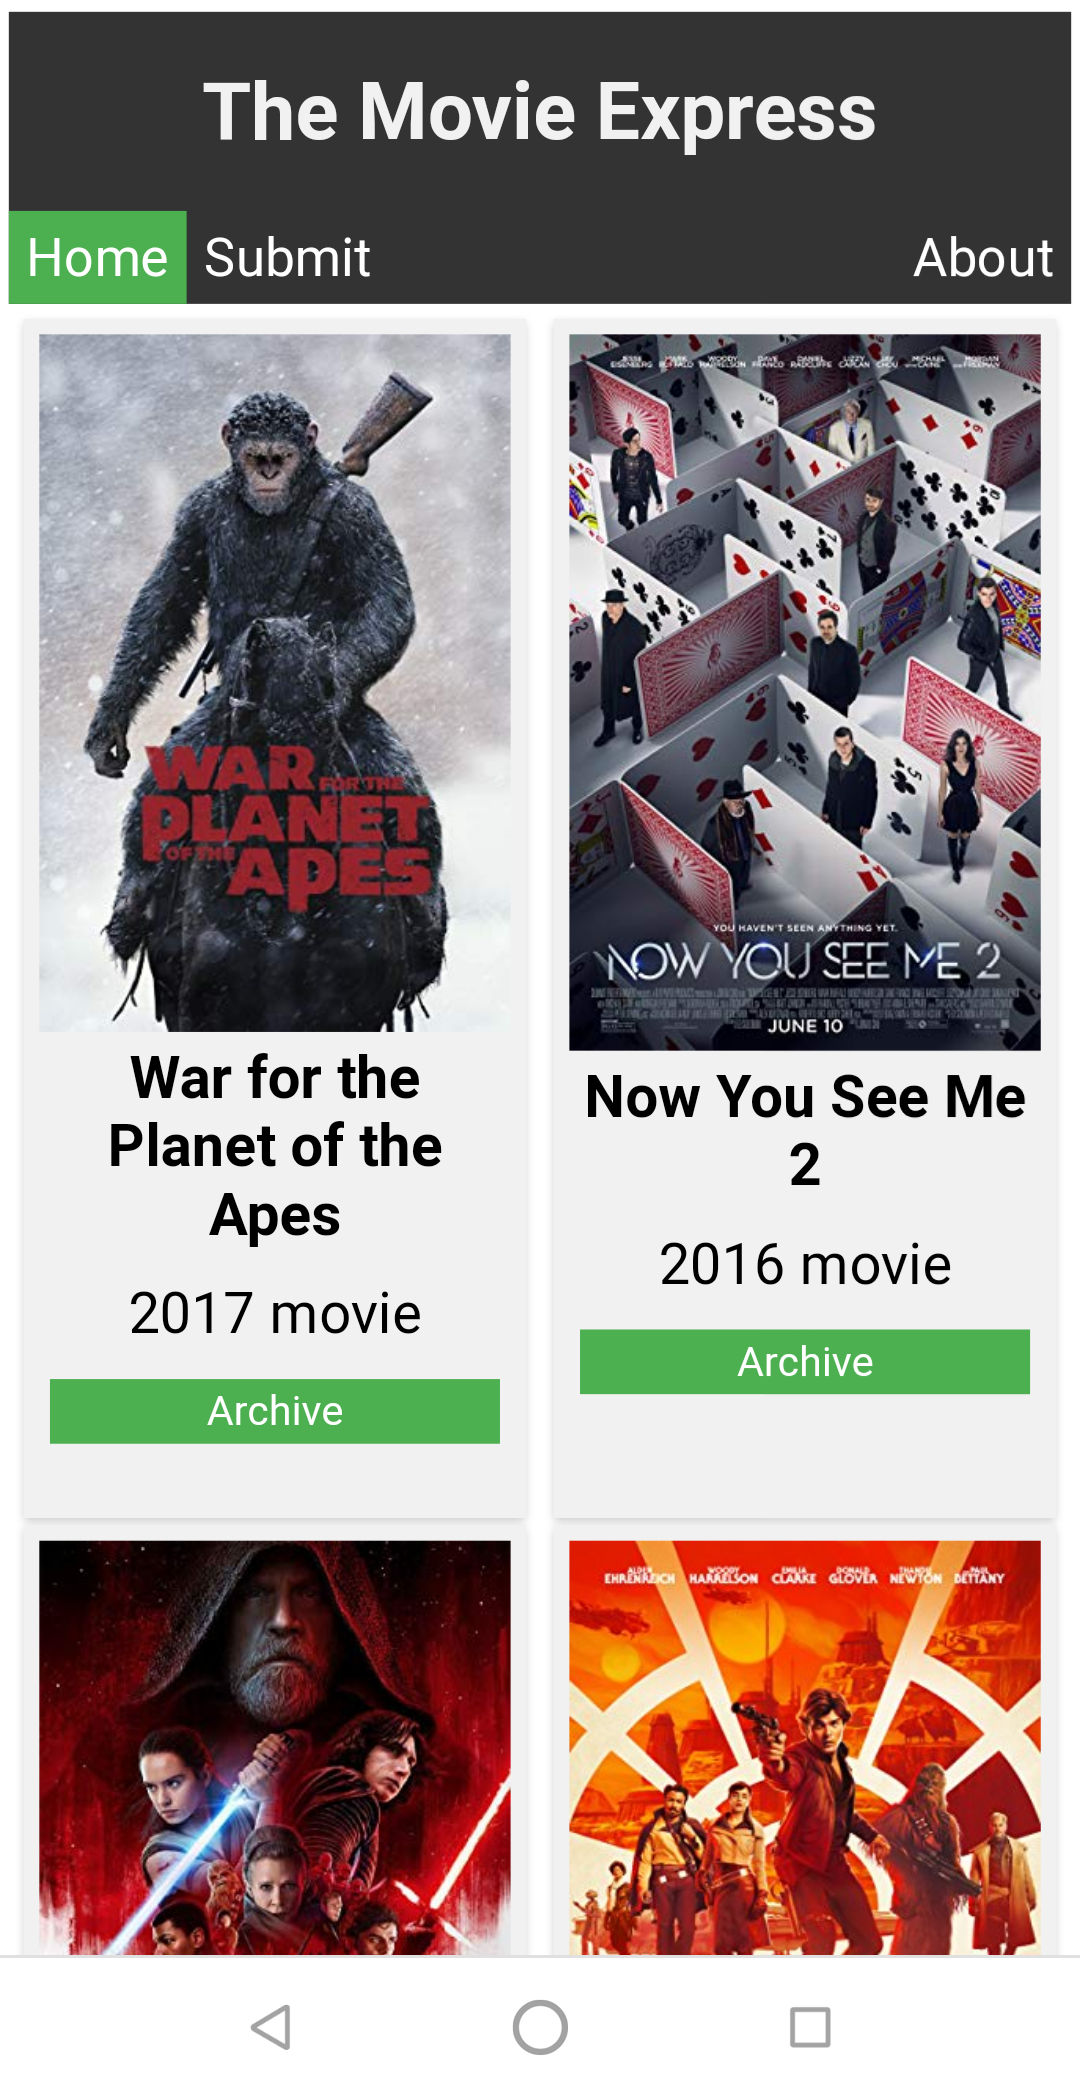 The Movie Express
Home Submit About
WAR FOR THE
PLANET
OF THE APES
War for the
Planet of the
Apes
2017 movie
Archive
JESSE EISENBERG MARK RUFFALO WOODY HARRELSON DAVE FRANCO DANIEL RADCLIFFE LIZZY CAPLAN JAY CHOU MICHAEL CAINE MORGAN FREEMAN
YOU HAVEN'T SEEN ANYTHING YET.
NOW YOU SEE ME 2
JUNE 10
Now You See Me
2
2016 movie
Archive
ALDEN EHRENREICH WOODY HARRELSON EMILIA CLARKE DONALD GLOVER THANDIE NEWTON PAUL BETTANY